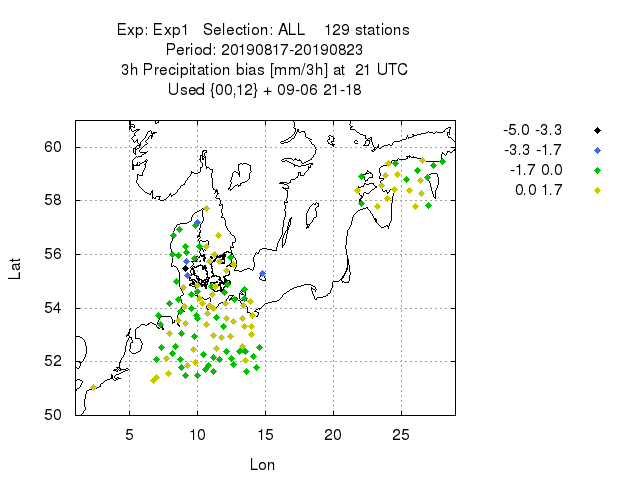 Exp: Exp1   Selection: ALL    129 stations
Period: 20190817-20190823
3h Precipitation bias [mm/3h] at  21 UTC
Used {00,12} + 09-06 21-18
-5.0 -3.3
-3.3 -1.7
-1.7 0.0
0.0 1.7
60
58
56
54
52
50
Lat
5 10 15 20 25
Lon